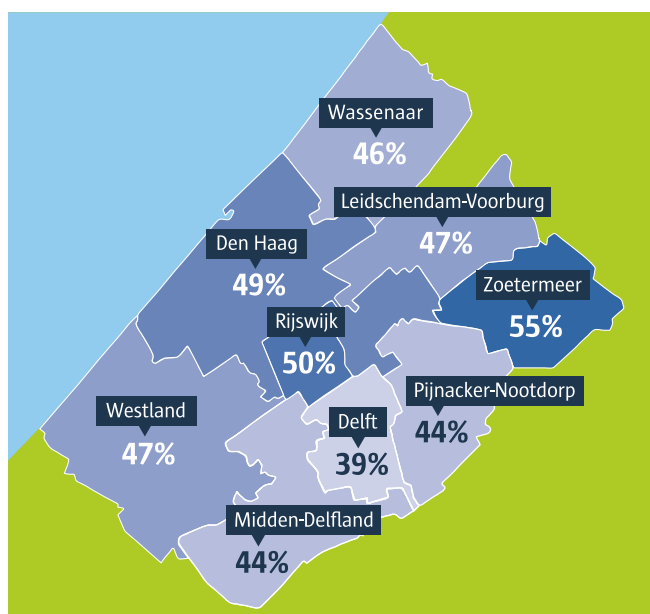 Wassenaar
46%
Leidschendam-Voorburg
47%
Den Haag
49%
Zoetermeer
55%
Rijswijk
50%
Pijnacker-Nootdorp
44%
Westland
47%
Delft
39%
Midden-Delfland
44%